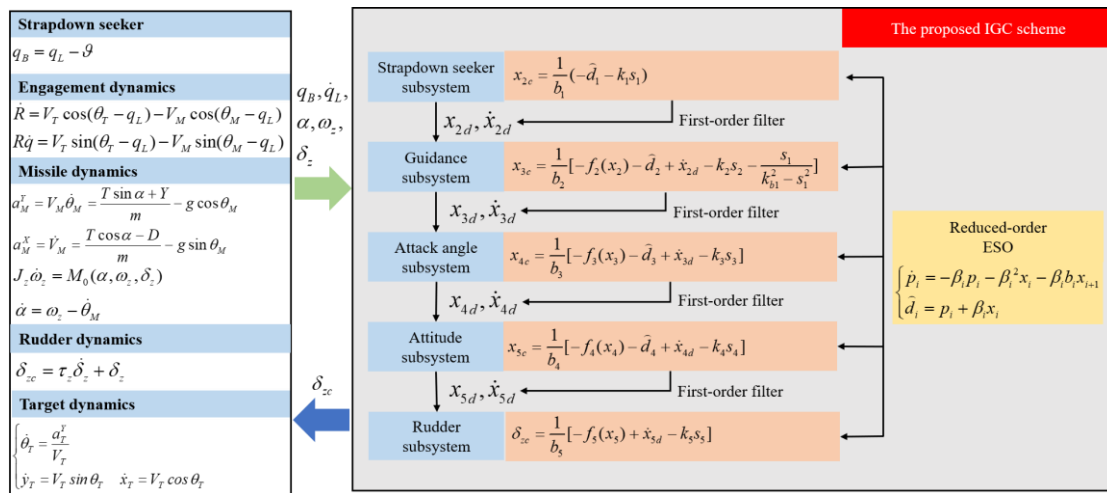 Strapdown seeker
q_B = q_L − ϑ
Engagement dynamics
Ṙ = V_T cos(θ_T − q_L) − V_M cos(θ_M − q_L)
Rq̇ = V_T sin(θ_T − q_L) − V_M sin(θ_M − q_L)
Missile dynamics
a_M^Y = V_M θ̇_M = (T sin α + Y)/m − g cos θ_M
a_M^X = V̇_M = (T cos α − D)/m − g sin θ_M
J_z ω̇_z = M_0(α, ω_z, δ_z)
α̇ = ω_z − θ̇_M
Rudder dynamics
δ_zc = τ_z δ̇_z + δ_z
Target dynamics
θ̇_T = a_T^Y / V_T
ẏ_T = V_T sin θ_T ẋ_T = V_T cos θ_T
q_B, q̇_L,
α, ω_z,
δ_z
δ_zc
The proposed IGC scheme
Strapdown seeker
subsystem
x_2c = 1/b_1 (−d̂_1 − k_1 s_1)
x_2d, ẋ_2d
First-order filter
Guidance
subsystem
x_3c = 1/b_2 [−f_2(x_2) − d̂_2 + ẋ_2d − k_2 s_2 − s_1/(k_b1^2 − s_1^2)]
x_3d, ẋ_3d
First-order filter
Attack angle
subsystem
x_4c = 1/b_3 [−f_3(x_3) − d̂_3 + ẋ_3d − k_3 s_3]
x_4d, ẋ_4d
First-order filter
Attitude
subsystem
x_5c = 1/b_4 [−f_4(x_4) − d̂_4 + ẋ_4d − k_4 s_4]
x_5d, ẋ_5d
First-order filter
Rudder
subsystem
δ_zc = 1/b_5 [−f_5(x_5) + ẋ_5d − k_5 s_5]
Reduced-order
ESO
ṗ_i = −β_i p_i − β_i^2 x_i − β_i b_i x_{i+1}
d̂_i = p_i + β_i x_i